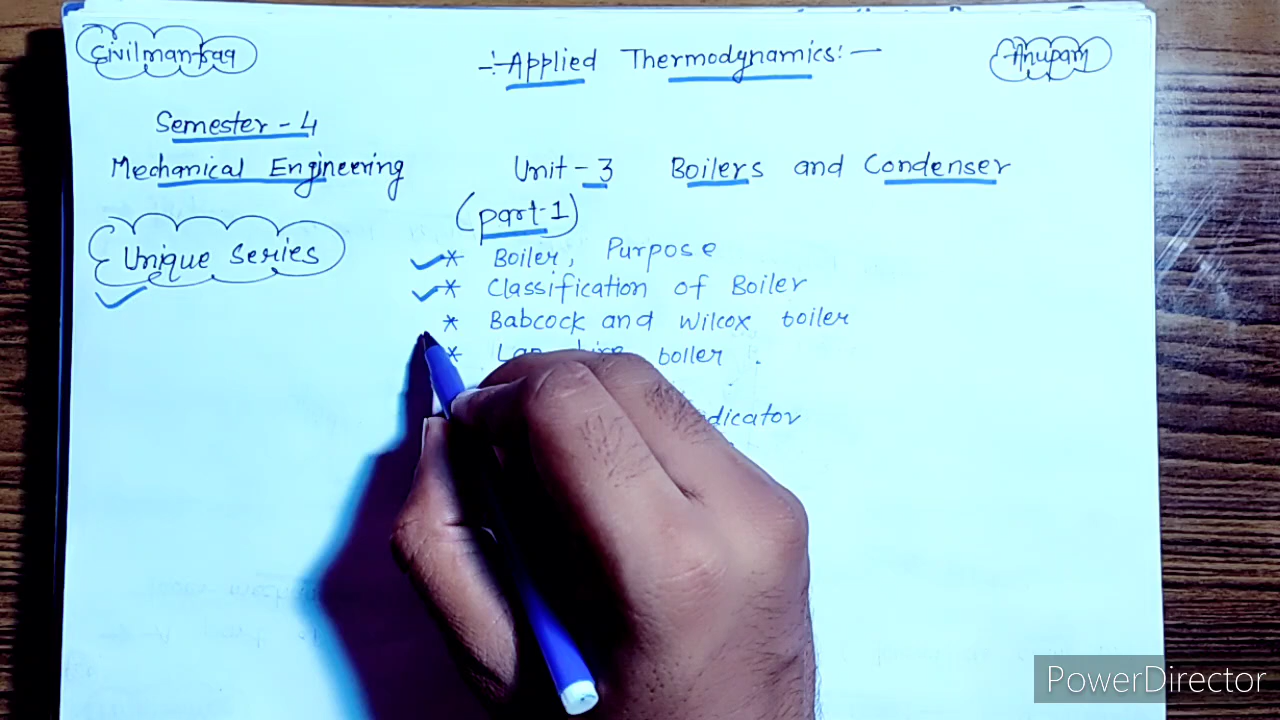 Civilmantraa
-:- Applied Thermodynamics:-
Anupam
Semester - 4
Mechanical Engineering
Unit - 3 Boilers and Condenser
(part-1)
Unique Series
* Boiler, Purpose
* Classification of Boiler
* Babcock and Wilcox boiler
* boiler
PowerDirector